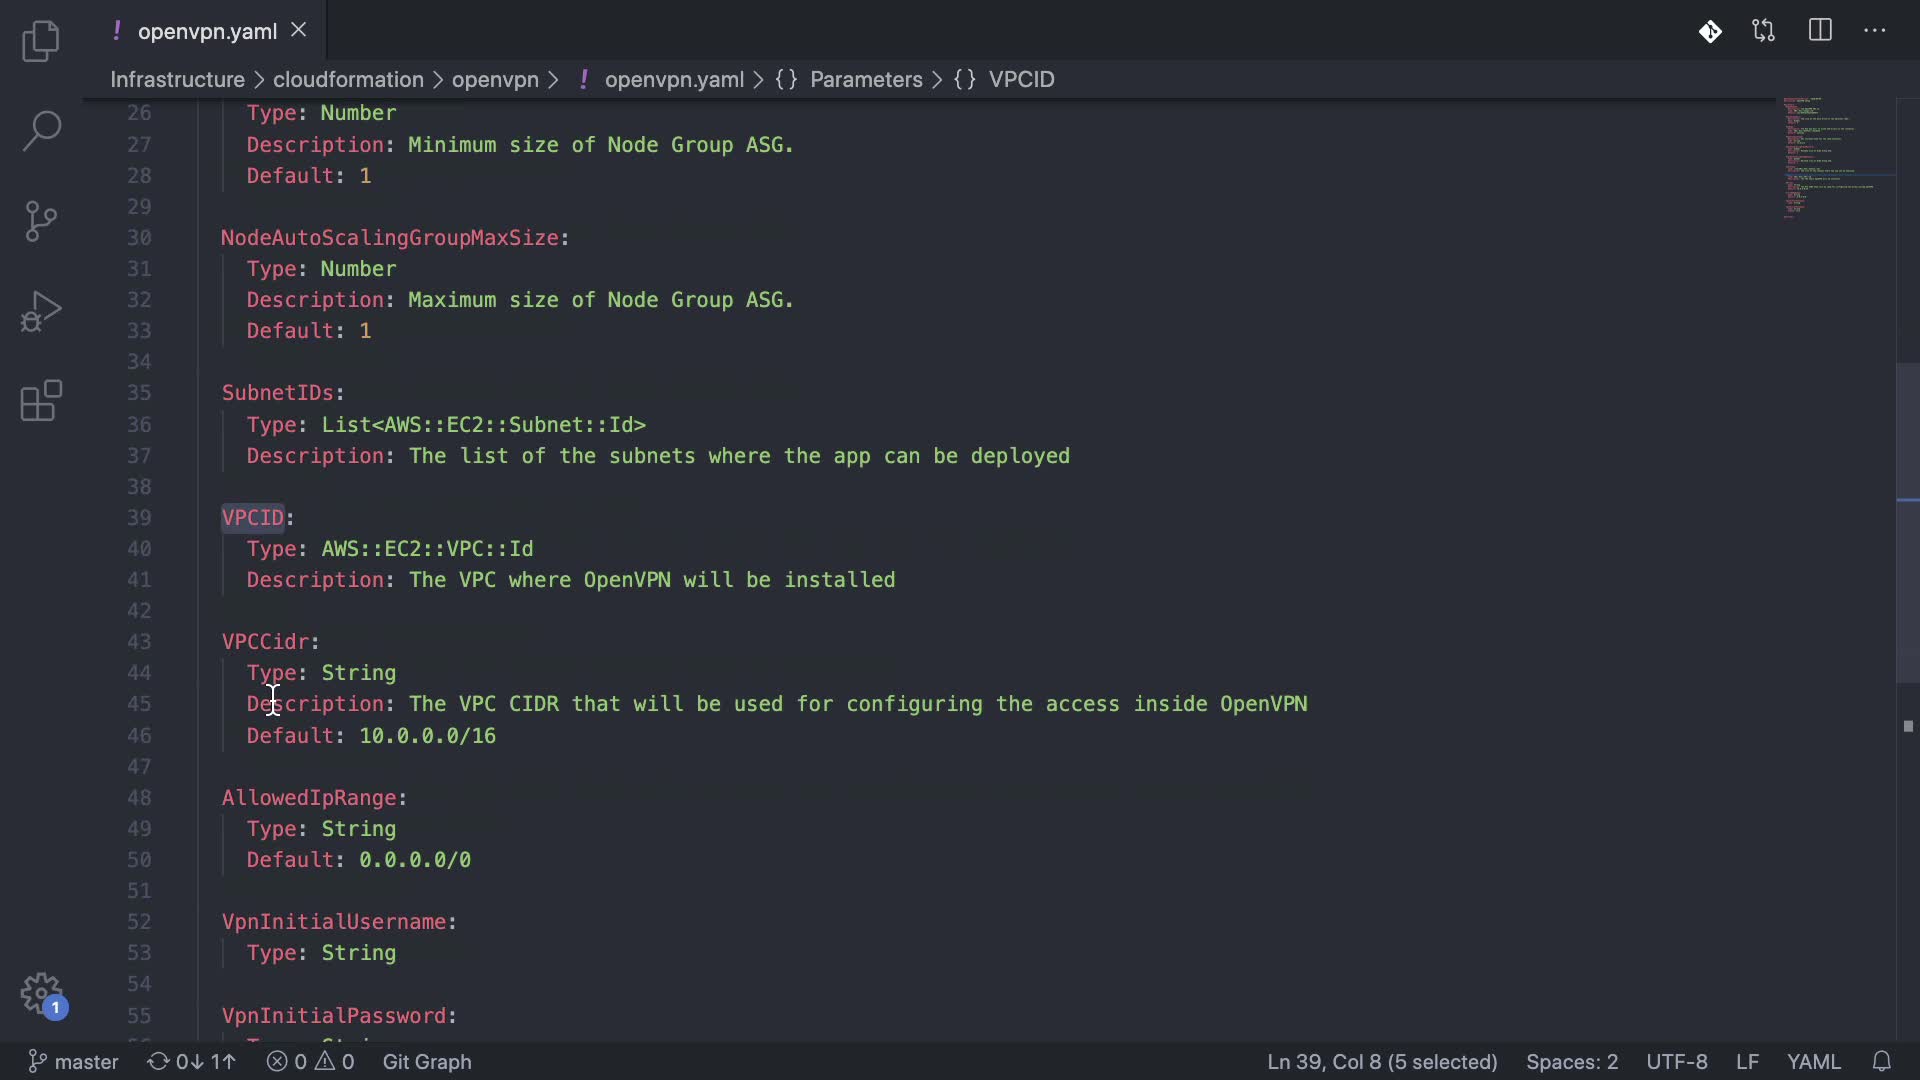 ! openvpn.yaml
Infrastructure > cloudformation > openvpn > ! openvpn.yaml > {} Parameters > {} VPCID
26 Type: Number
27 Description: Minimum size of Node Group ASG.
28 Default: 1
29
30 NodeAutoScalingGroupMaxSize:
31 Type: Number
32 Description: Maximum size of Node Group ASG.
33 Default: 1
34
35 SubnetIDs:
36 Type: List<AWS::EC2::Subnet::Id>
37 Description: The list of the subnets where the app can be deployed
38
39 VPCID:
40 Type: AWS::EC2::VPC::Id
41 Description: The VPC where OpenVPN will be installed
42
43 VPCCidr:
44 Type: String
45 Description: The VPC CIDR that will be used for configuring the access inside OpenVPN
46 Default: 10.0.0.0/16
47
48 AllowedIpRange:
49 Type: String
50 Default: 0.0.0.0/0
51
52 VpnInitialUsername:
53 Type: String
54
55 VpnInitialPassword:
1
master 0↓ 1↑ 0 0 Git Graph Ln 39, Col 8 (5 selected) Spaces: 2 UTF-8 LF YAML